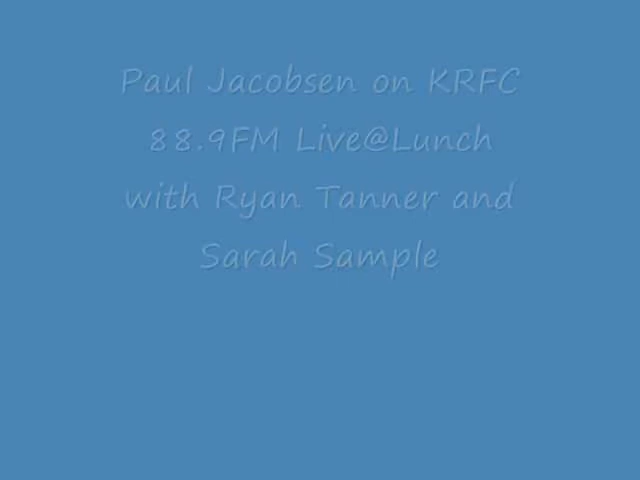 Paul Jacobsen on KRFC
88.9FM Live@Lunch
with Ryan Tanner and
Sarah Sample